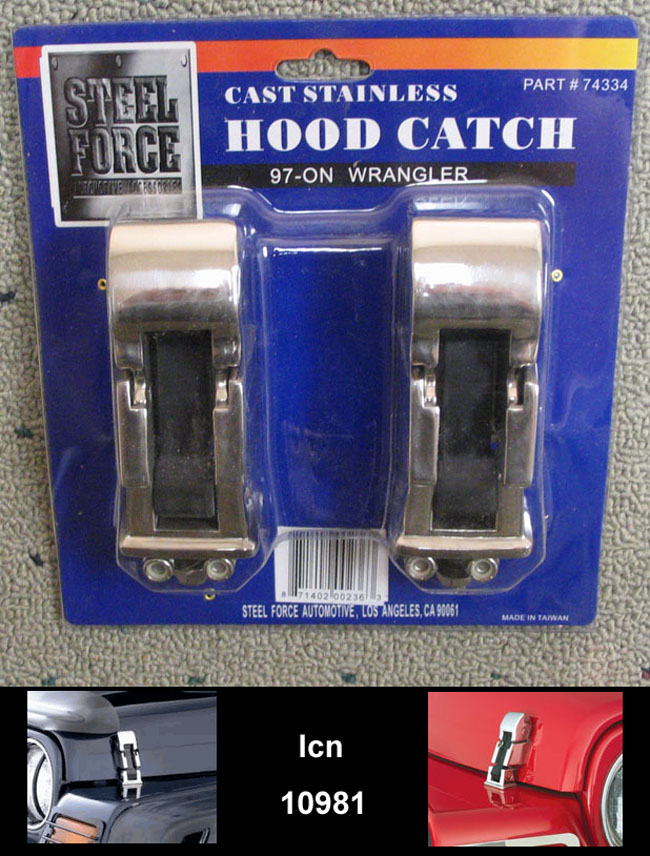 PART # 74334
CAST STAINLESS
HOOD CATCH
97-ON WRANGLER
STEEL
FORCE
MADE IN TAIWAN
STEEL FORCE AUTOMOTIVE, LOS ANGELES, CA 90061
lcn
10981